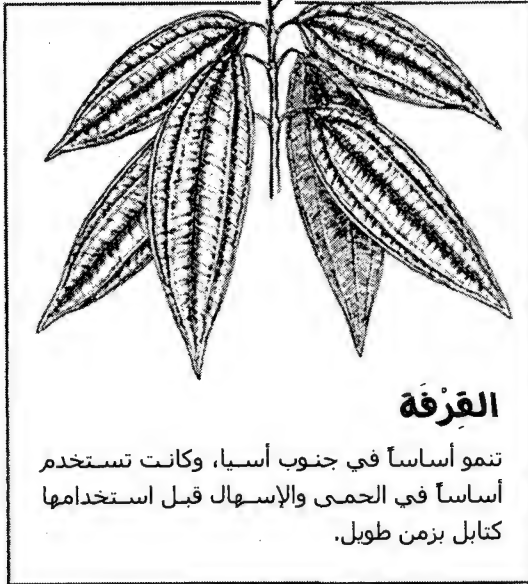 القِرْفَة
تنمو أساساً في جنوب أسيا، وكانت تستخدم
أساساً في الحمى والإسهال قبل استخدامها
كتابل بزمن طويل.